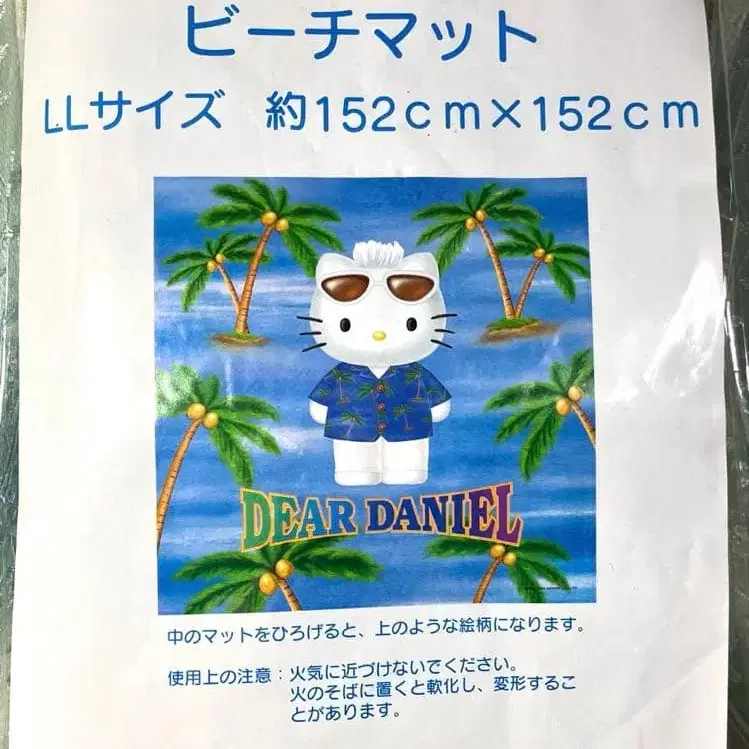 ビーチマット
LLサイズ 約152cm×152cm
DEAR DANIEL
中のマットをひろげると、上のような絵柄になります。
使用上の注意：火気に近づけないでください。
火のそばに置くと軟化し、変形するこ
とがあります。